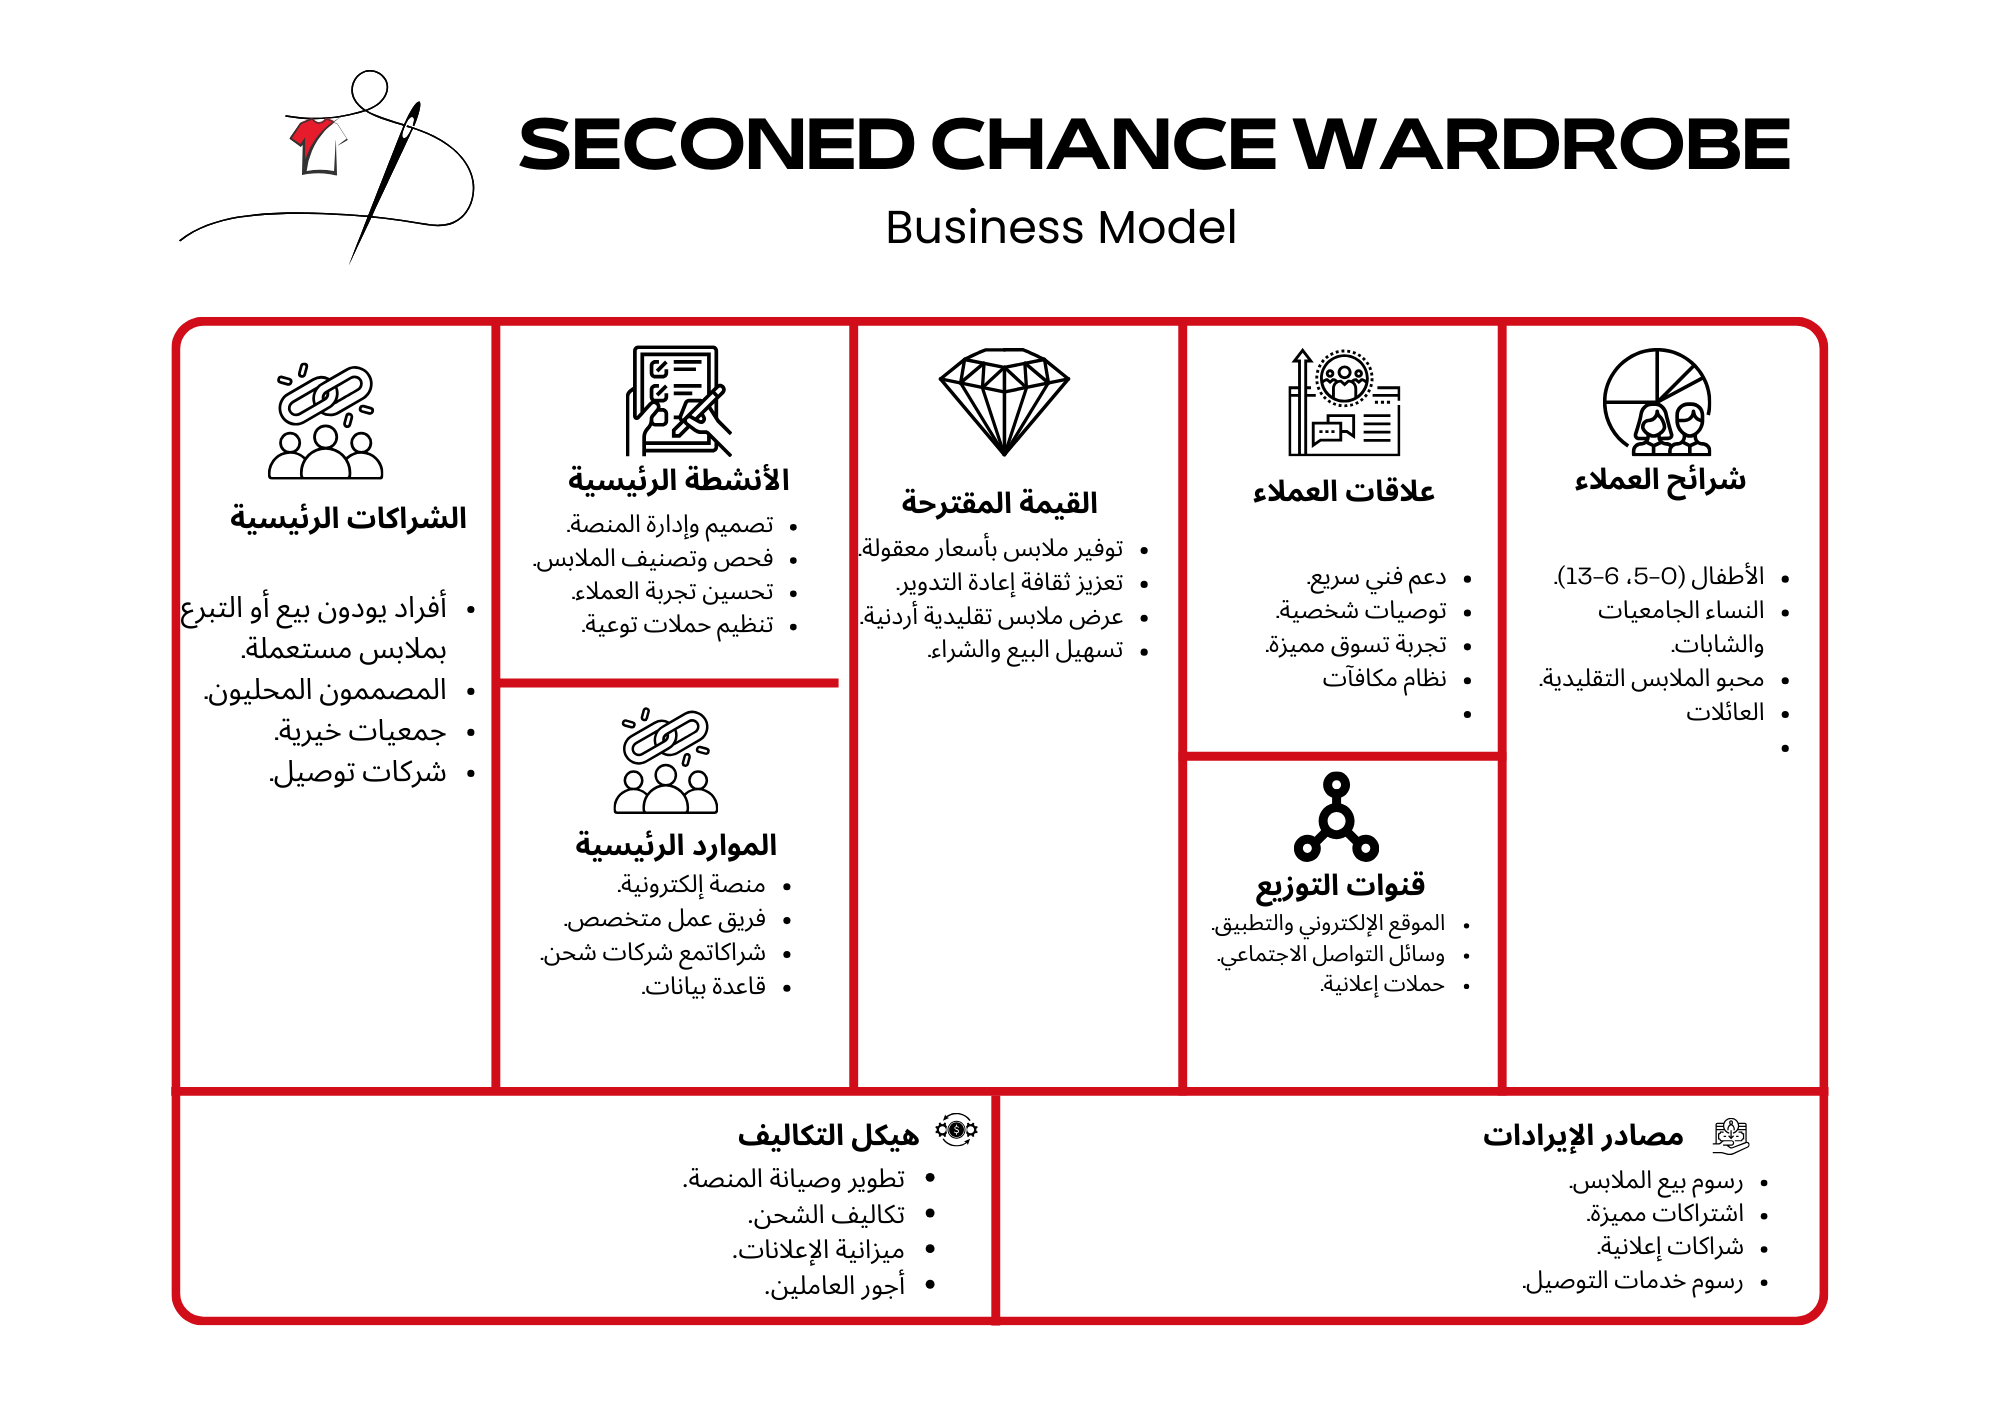 SECONED CHANCE WARDROBE
Business Model
شرائح العملاء
الأطفال (0-5، 6-13).
النساء الجامعيات
والشابات.
محبو الملابس التقليدية.
العائلات
علاقات العملاء
دعم فني سريع.
توصيات شخصية.
تجربة تسوق مميزة.
نظام مكافآت
قنوات التوزيع
الموقع الإلكتروني والتطبيق.
وسائل التواصل الاجتماعي.
حملات إعلانية.
القيمة المقترحة
توفير ملابس بأسعار معقولة.
تعزيز ثقافة إعادة التدوير.
عرض ملابس تقليدية أردنية.
تسهيل البيع والشراء.
الأنشطة الرئيسية
تصميم وإدارة المنصة.
فحص وتصنيف الملابس.
تحسين تجربة العملاء.
تنظيم حملات توعية.
الموارد الرئيسية
منصة إلكترونية.
فريق عمل متخصص.
شراكاتمع شركات شحن.
قاعدة بيانات.
الشراكات الرئيسية
أفراد يودون بيع أو التبرع
بملابس مستعملة.
المصممون المحليون.
جمعيات خيرية.
شركات توصيل.
مصادر الإيرادات
رسوم بيع الملابس.
اشتراكات مميزة.
شراكات إعلانية.
رسوم خدمات التوصيل.
هيكل التكاليف
تطوير وصيانة المنصة.
تكاليف الشحن.
ميزانية الإعلانات.
أجور العاملين.